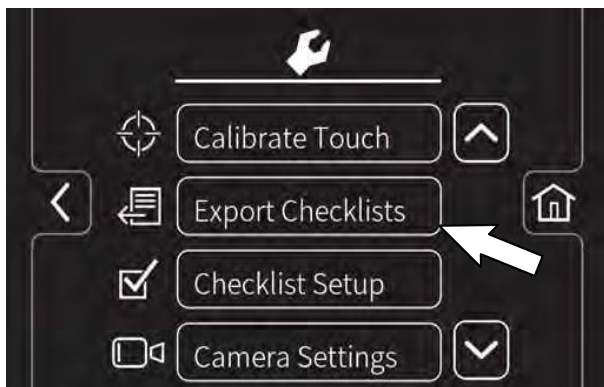 Calibrate Touch
Export Checklists
Checklist Setup
Camera Settings